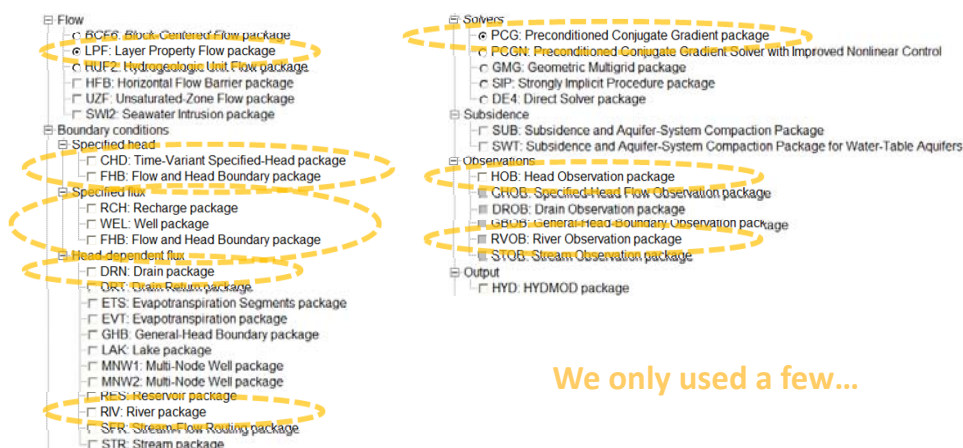 Flow
BCF6: Block-Centered Flow package
LPF: Layer Property Flow package
HUF2: Hydrogeologic Unit Flow package
HFB: Horizontal Flow Barrier package
UZF: Unsaturated-Zone Flow package
SWI2: Seawater Intrusion package
Boundary conditions
Specified head
CHD: Time-Variant Specified-Head package
FHB: Flow and Head Boundary package
Specified flux
RCH: Recharge package
WEL: Well package
FHB: Flow and Head Boundary package
Head-dependent flux
DRN: Drain package
DRT: Drain Return package
ETS: Evapotranspiration Segments package
EVT: Evapotranspiration package
GHB: General-Head Boundary package
LAK: Lake package
MNW1: Multi-Node Well package
MNW2: Multi-Node Well package
RES: Reservoir package
RIV: River package
SFR: Stream-Flow Routing package
STR: Stream package
Solvers
PCG: Preconditioned Conjugate Gradient package
PCGN: Preconditioned Conjugate Gradient Solver with Improved Nonlinear Control
GMG: Geometric Multigrid package
SIP: Strongly Implicit Procedure package
DE4: Direct Solver package
Subsidence
SUB: Subsidence and Aquifer-System Compaction Package
SWT: Subsidence and Aquifer-System Compaction Package for Water-Table Aquifers
Observations
HOB: Head Observation package
CHOB: Specified-Head Flow Observation package
DROB: Drain Observation package
GBOB: General-Head-Boundary Observation package
RVOB: River Observation package
STOB: Stream Observation package
Output
HYD: HYDMOD package
We only used a few…